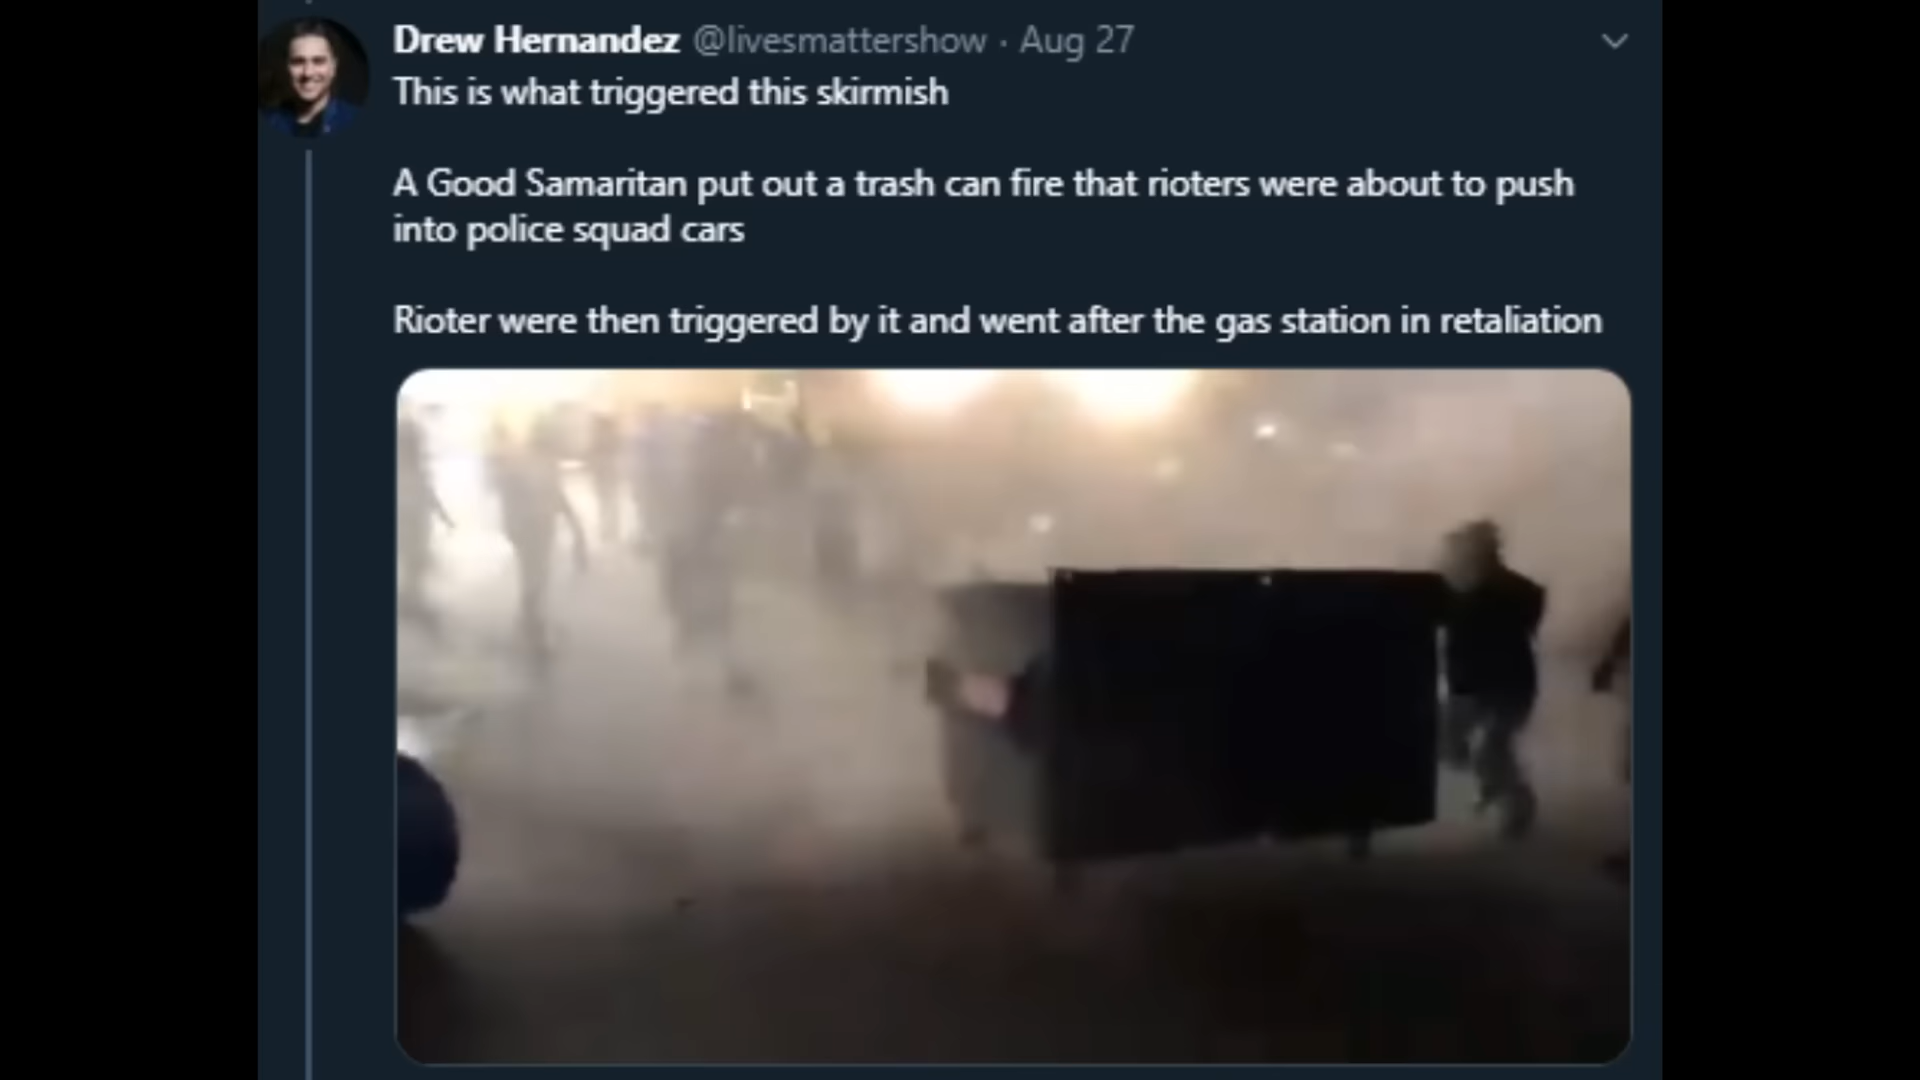 Drew Hernandez @livesmattershow · Aug 27
This is what triggered this skirmish
A Good Samaritan put out a trash can fire that rioters were about to push
into police squad cars
Rioter were then triggered by it and went after the gas station in retaliation